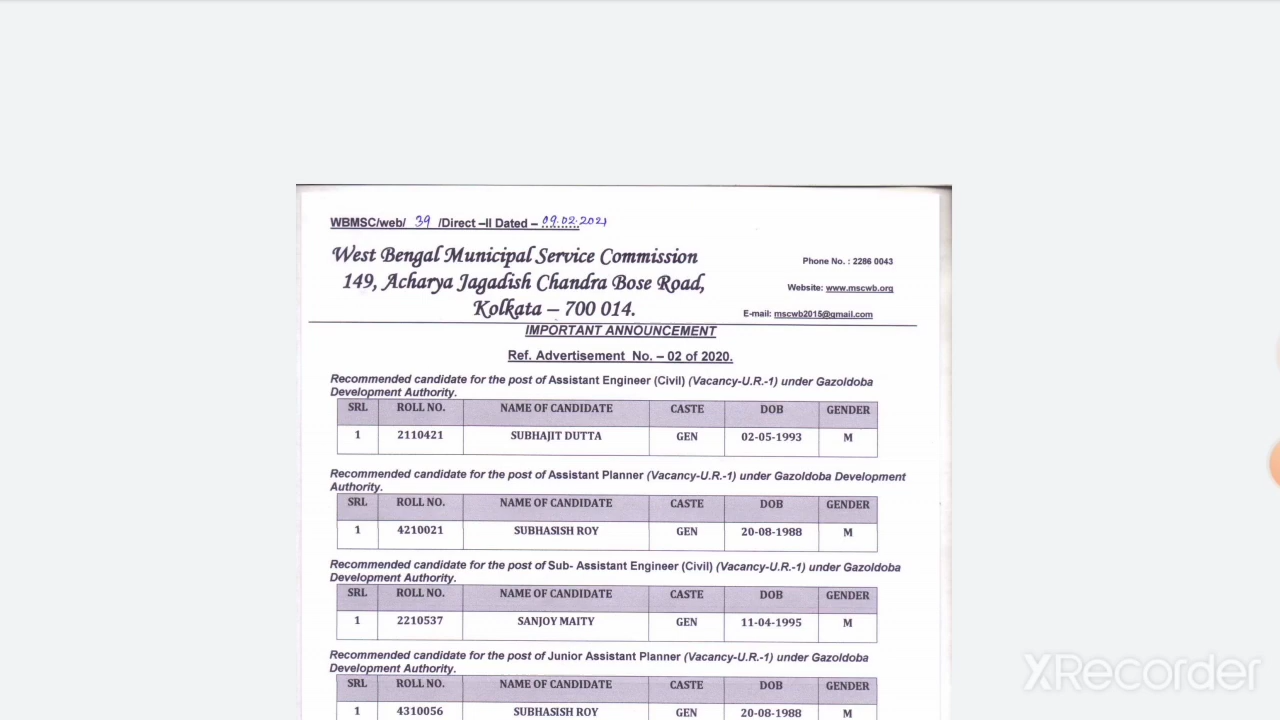 WBMSC/web/ 39 /Direct –II Dated – 09.02.2021
West Bengal Municipal Service Commission
149, Acharya Jagadish Chandra Bose Road,
Kolkata – 700 014.
Phone No. : 2286 0043
Website: www.mscwb.org
E-mail: mscwb2015@gmail.com
IMPORTANT ANNOUNCEMENT
Ref. Advertisement No. – 02 of 2020.
Recommended candidate for the post of Assistant Engineer (Civil) (Vacancy-U.R.-1) under Gazoldoba
Development Authority.
SRL ROLL NO. NAME OF CANDIDATE CASTE DOB GENDER
1 2110421 SUBHAJIT DUTTA GEN 02-05-1993 M
Recommended candidate for the post of Assistant Planner (Vacancy-U.R.-1) under Gazoldoba Development
Authority.
SRL ROLL NO. NAME OF CANDIDATE CASTE DOB GENDER
1 4210021 SUBHASISH ROY GEN 20-08-1988 M
Recommended candidate for the post of Sub- Assistant Engineer (Civil) (Vacancy-U.R.-1) under Gazoldoba
Development Authority.
SRL ROLL NO. NAME OF CANDIDATE CASTE DOB GENDER
1 2210537 SANJOY MAITY GEN 11-04-1995 M
Recommended candidate for the post of Junior Assistant Planner (Vacancy-U.R.-1) under Gazoldoba
Development Authority.
SRL ROLL NO. NAME OF CANDIDATE CASTE DOB GENDER
1 4310056 SUBHASISH ROY GEN 20-08-1988 M
XRecorder